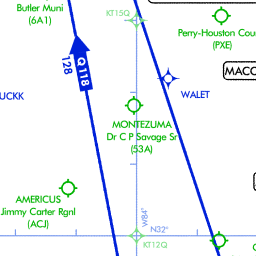 Butler Muni
(6A1)
KT15Q
Perry-Houston Cou
(PXE)
Q118
128
MACO
UCKK
WALET
MONTEZUMA
Dr C P Savage Sr
(53A)
AMERICUS
Jimmy Carter Rgnl
(ACJ)
W84°
N32°
KT12Q